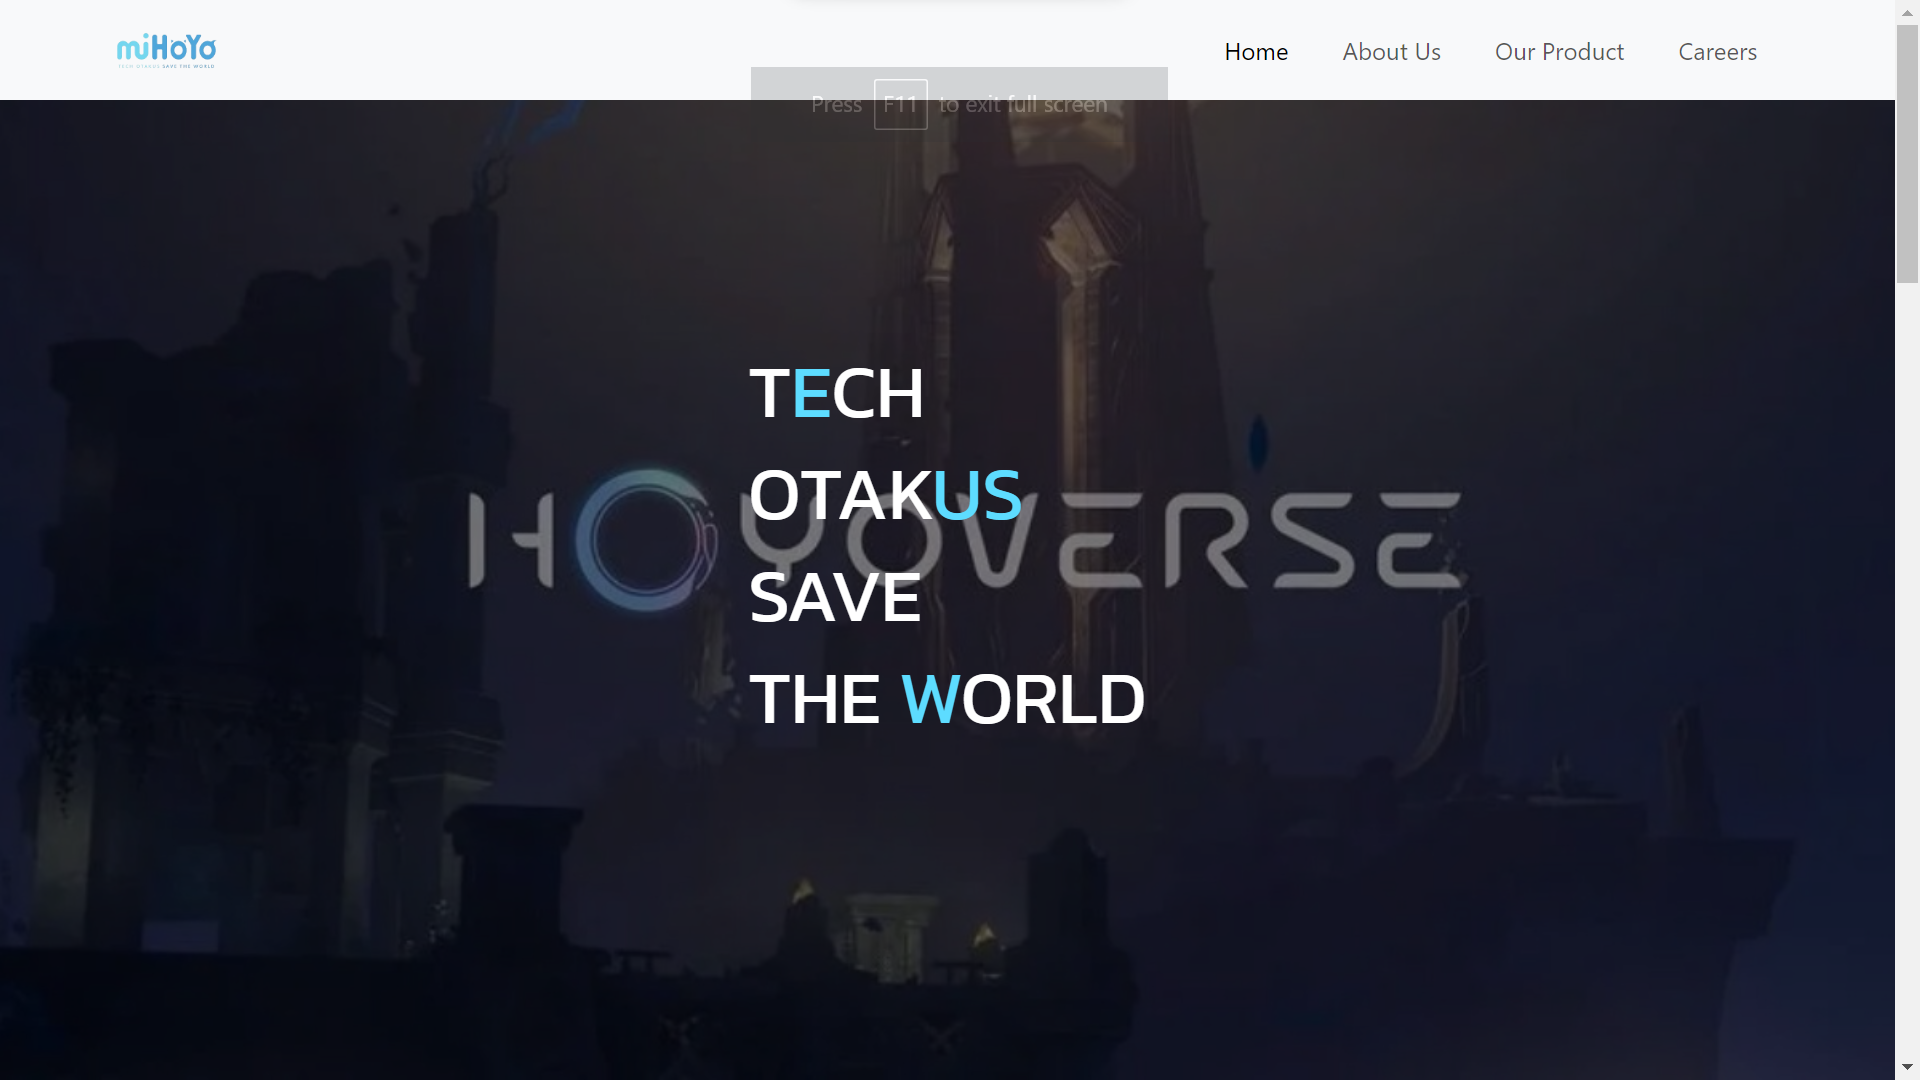 miHoYo
TECH OTAKUS SAVE THE WORLD
Home
About Us
Our Product
Careers
Press F11 to exit full screen
TECH
OTAKUS
SAVE
THE WORLD
HOYOVERSE